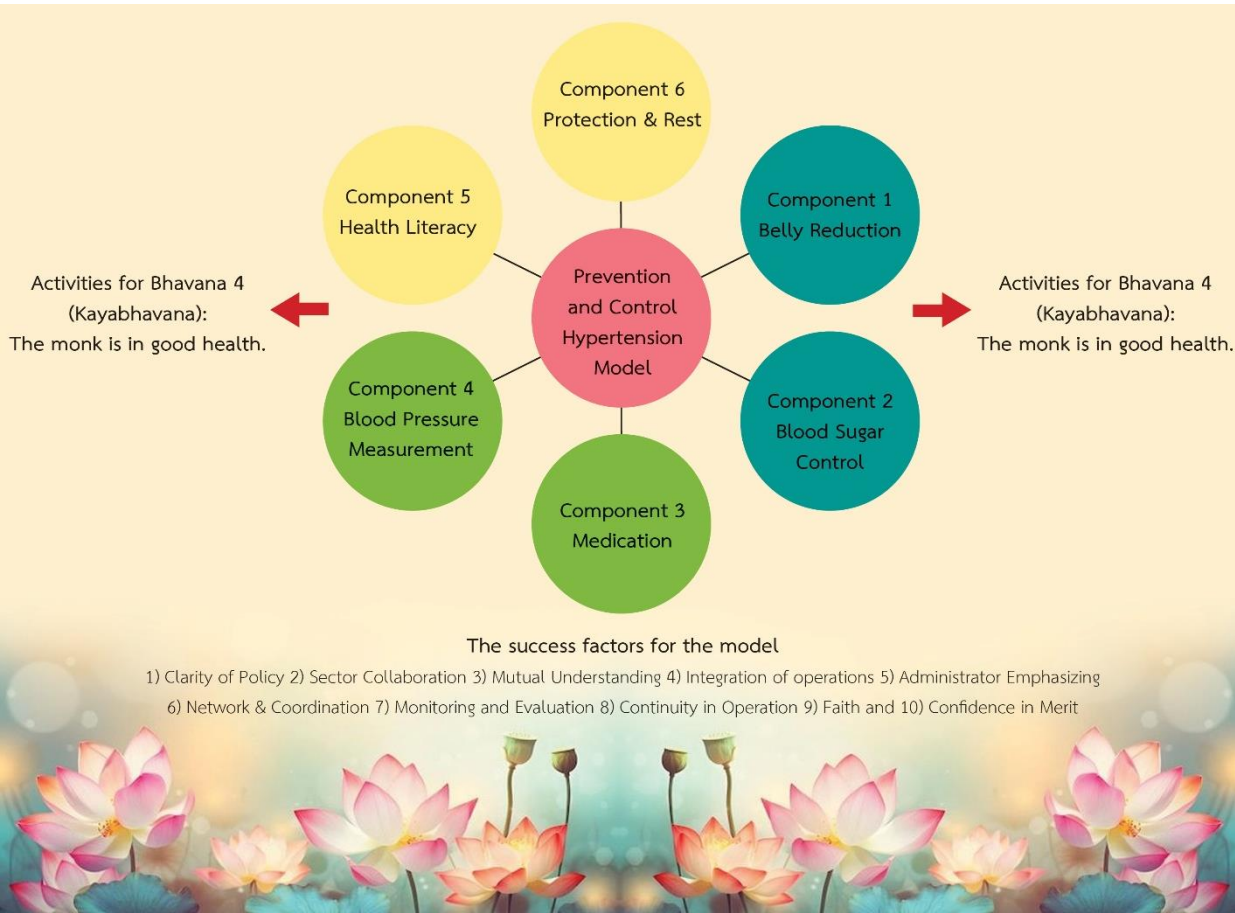 Component 6
Protection & Rest
Component 5
Health Literacy
Component 1
Belly Reduction
Activities for Bhavana 4
(Kayabhavana):
The monk is in good health.
Prevention
and Control
Hypertension
Model
Activities for Bhavana 4
(Kayabhavana):
The monk is in good health.
Component 4
Blood Pressure
Measurement
Component 2
Blood Sugar
Control
Component 3
Medication
The success factors for the model
1) Clarity of Policy 2) Sector Collaboration 3) Mutual Understanding 4) Integration of operations 5) Administrator Emphasizing
6) Network & Coordination 7) Monitoring and Evaluation 8) Continuity in Operation 9) Faith and 10) Confidence in Merit